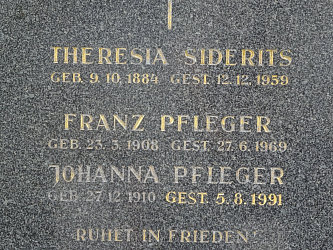 THERESIA SIDERITS
GEB. 9.10.1884 GEST. 12.12.1959
FRANZ PFLEGER
GEB. 23.3.1908 GEST. 27.6.1969
JOHANNA PFLEGER
GEB. 27.12.1910 GEST. 5.8.1991
RUHET IN FRIEDEN!